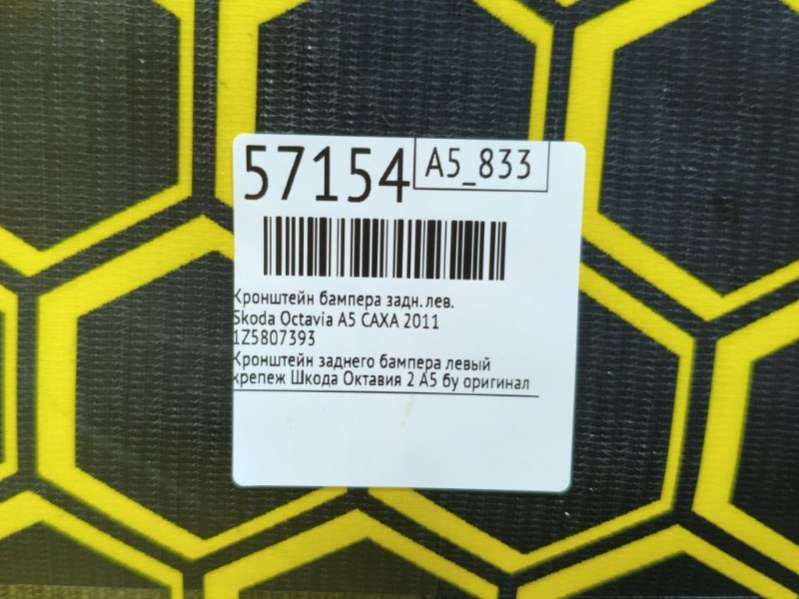 57154 A5_833
Кронштейн бампера задн. лев.
Skoda Octavia A5 CAXA 2011
1Z5807393
Кронштейн заднего бампера левый
крепеж Шкода Октавия 2 А5 бу оригинал